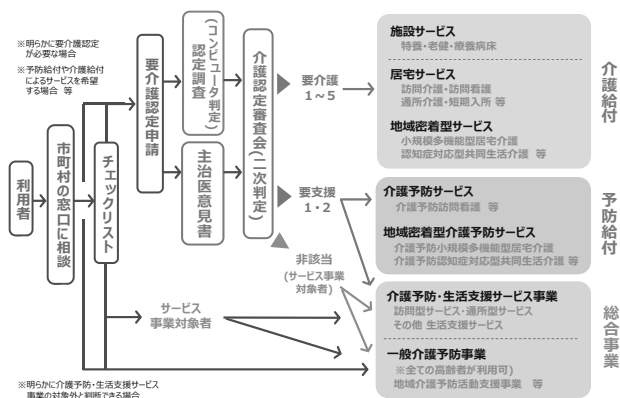 ※明らかに要介護認定
が必要な場合
※予防給付や介護給付
によるサービスを希望
する場合 等
利用者
市町村の窓口に相談
チェックリスト
要介護認定申請
認定調査
(コンピュータ判定)
主治医意見書
介護認定審査会(二次判定)
要介護
1～5
要支援
1・2
非該当
(サービス事業
対象者)
サービス
事業対象者
※明らかに介護予防・生活支援サービス
事業の対象外と判断できる場合
施設サービス
特養・老健・療養病床
居宅サービス
訪問介護・訪問看護
通所介護・短期入所 等
地域密着型サービス
小規模多機能型居宅介護
認知症対応型共同生活介護 等
介護給付
介護予防サービス
介護予防訪問看護 等
地域密着型介護予防サービス
介護予防小規模多機能型居宅介護
介護予防認知症対応型共同生活介護 等
予防給付
介護予防・生活支援サービス事業
訪問型サービス・通所型サービス
その他 生活支援サービス
一般介護予防事業
※全ての高齢者が利用可)
地域介護予防活動支援事業 等
総合事業